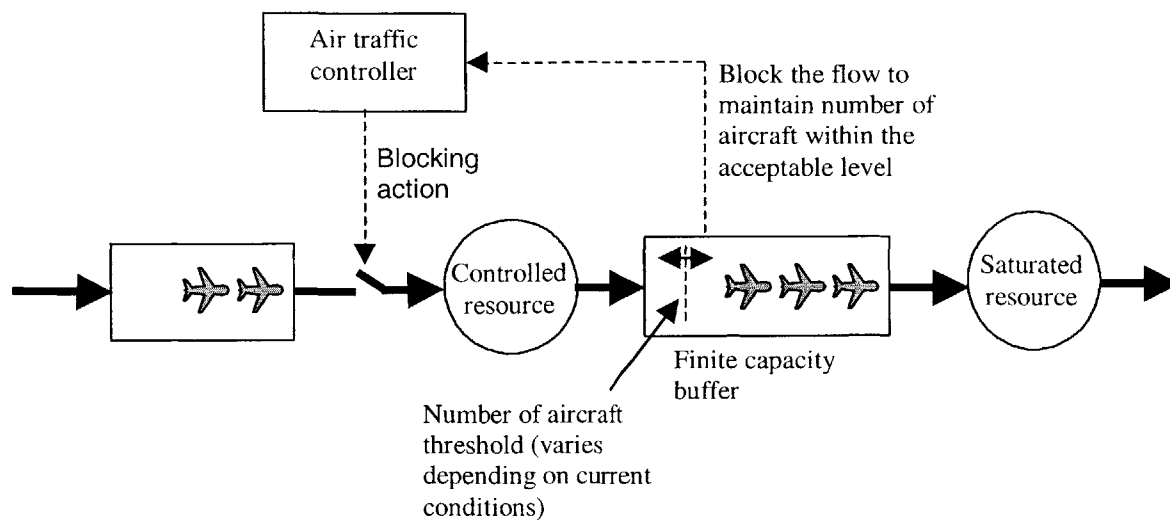 Air traffic
controller
Block the flow to
maintain number of
aircraft within the
acceptable level
Blocking
action
Controlled
resource
Saturated
resource
Finite capacity
buffer
Number of aircraft
threshold (varies
depending on current
conditions)